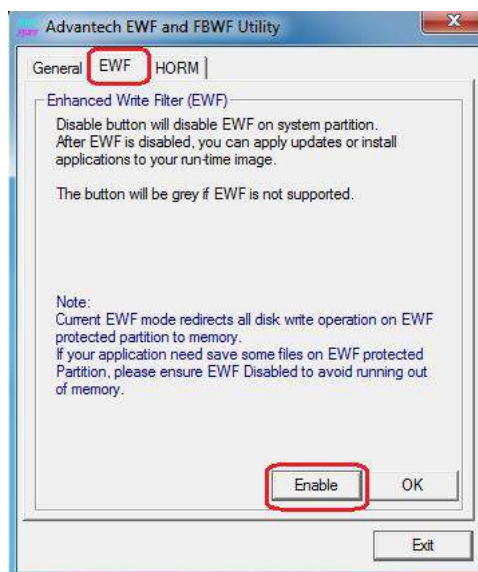 Advantech EWF and FBWF Utility
General EWF HORM
Enhanced Write Filter (EWF)
Disable button will disable EWF on system partition.
After EWF is disabled, you can apply updates or install
applications to your run-time image.
The button will be grey if EWF is not supported.
Note:
Current EWF mode redirects all disk write operation on EWF
protected partition to memory.
If your application need save some files on EWF protected
Partition, please ensure EWF Disabled to avoid running out
of memory.
Enable OK
Exit